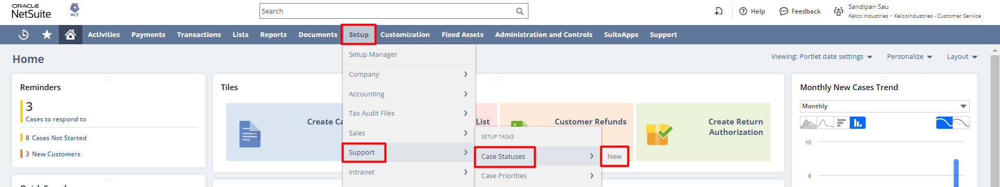 ORACLE
NetSuite
WCT
Search
Help
Feedback
Sandipan Sau
Kelco Industries - KelcoIndustries - Customer Service
Activities
Payments
Transactions
Lists
Reports
Documents
Setup
Customization
Fixed Assets
Administration and Controls
SuiteApps
Support
Home
Viewing: Portlet date settings
Personalize
Layout
Setup Manager
Company
Accounting
Tax Audit Files
Sales
Support
Intranet
SETUP TASKS
Case Statuses
Case Priorities
New
Reminders
3
Cases to respond to
8 Cases Not Started
3 New Customers
Tiles
Create Ca
List
Customer Refunds
Create Return
Authorization
Monthly New Cases Trend
Monthly
10
8